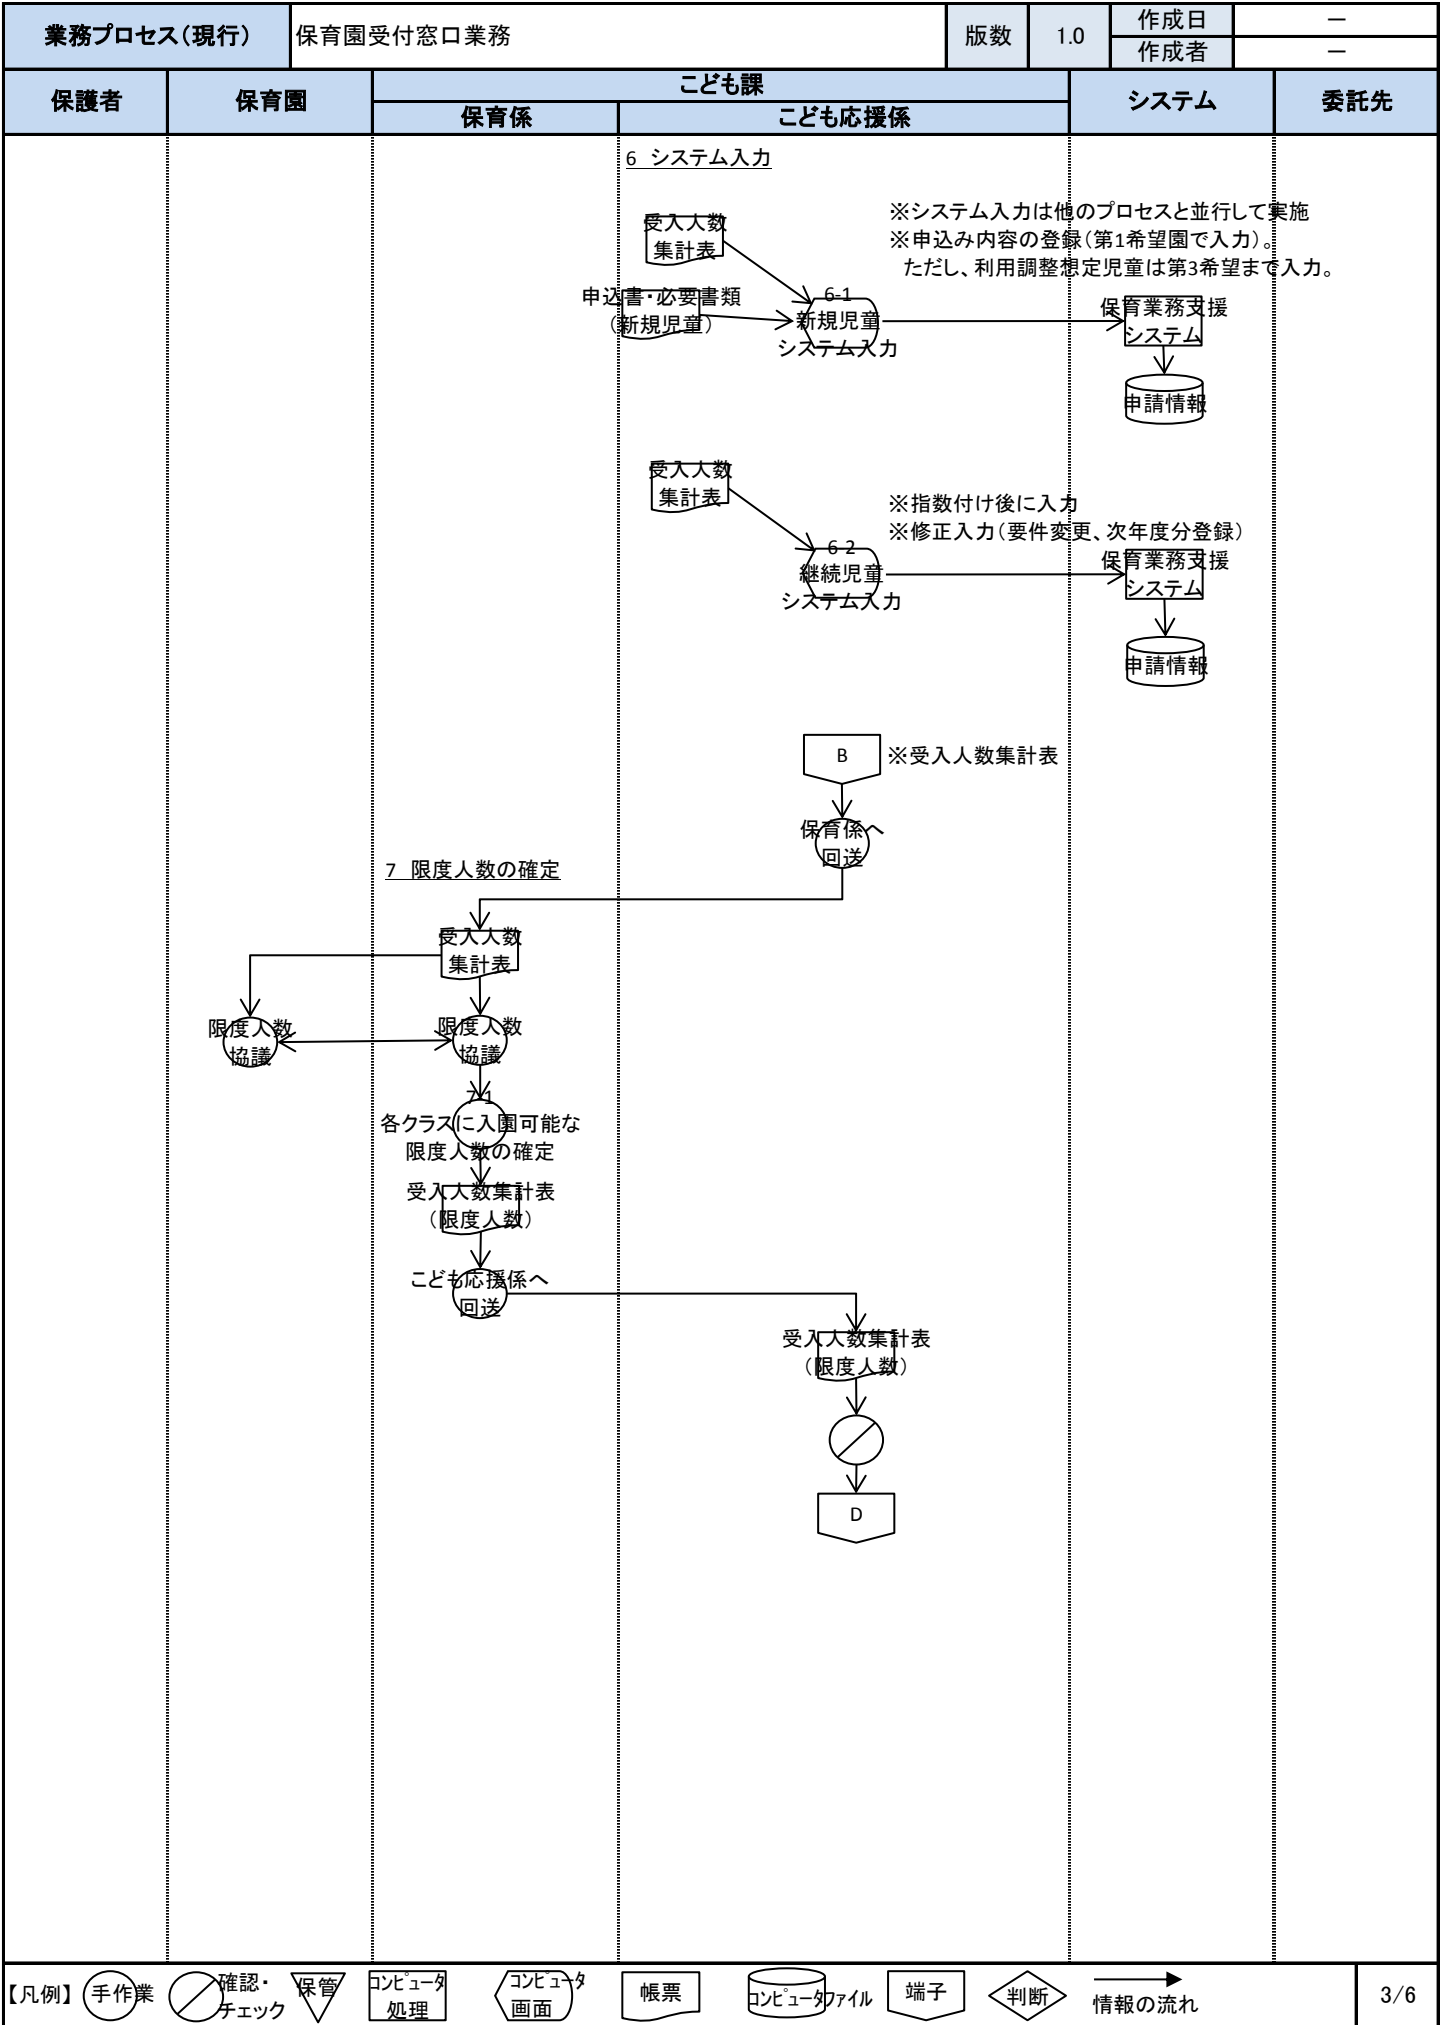 業務プロセス(現行)
保育園受付窓口業務
版数
1.0
作成日
－
作成者
－
保護者
保育園
こども課
保育係
こども応援係
システム
委託先
6 システム入力
※システム入力は他のプロセスと並行して実施
※申込み内容の登録(第1希望園で入力)。
ただし、利用調整想定児童は第3希望まで入力。
受入人数
集計表
申込書・必要書類
(新規児童)
6-1
新規児童
システム入力
保育業務支援
システム
申請情報
受入人数
集計表
※指数付け後に入力
※修正入力(要件変更、次年度分登録)
6-2
継続児童
システム入力
保育業務支援
システム
申請情報
B
※受入人数集計表
保育係へ
回送
7 限度人数の確定
受入人数
集計表
限度人数
協議
限度人数
協議
7-1
各クラスに入園可能な
限度人数の確定
受入人数集計表
(限度人数)
こども応援係へ
回送
受入人数集計表
(限度人数)
D
【凡例】
手作業
確認・
チェック
保管
コンピュータ
処理
コンピュータ
画面
帳票
コンピュータファイル
端子
判断
情報の流れ
3/6